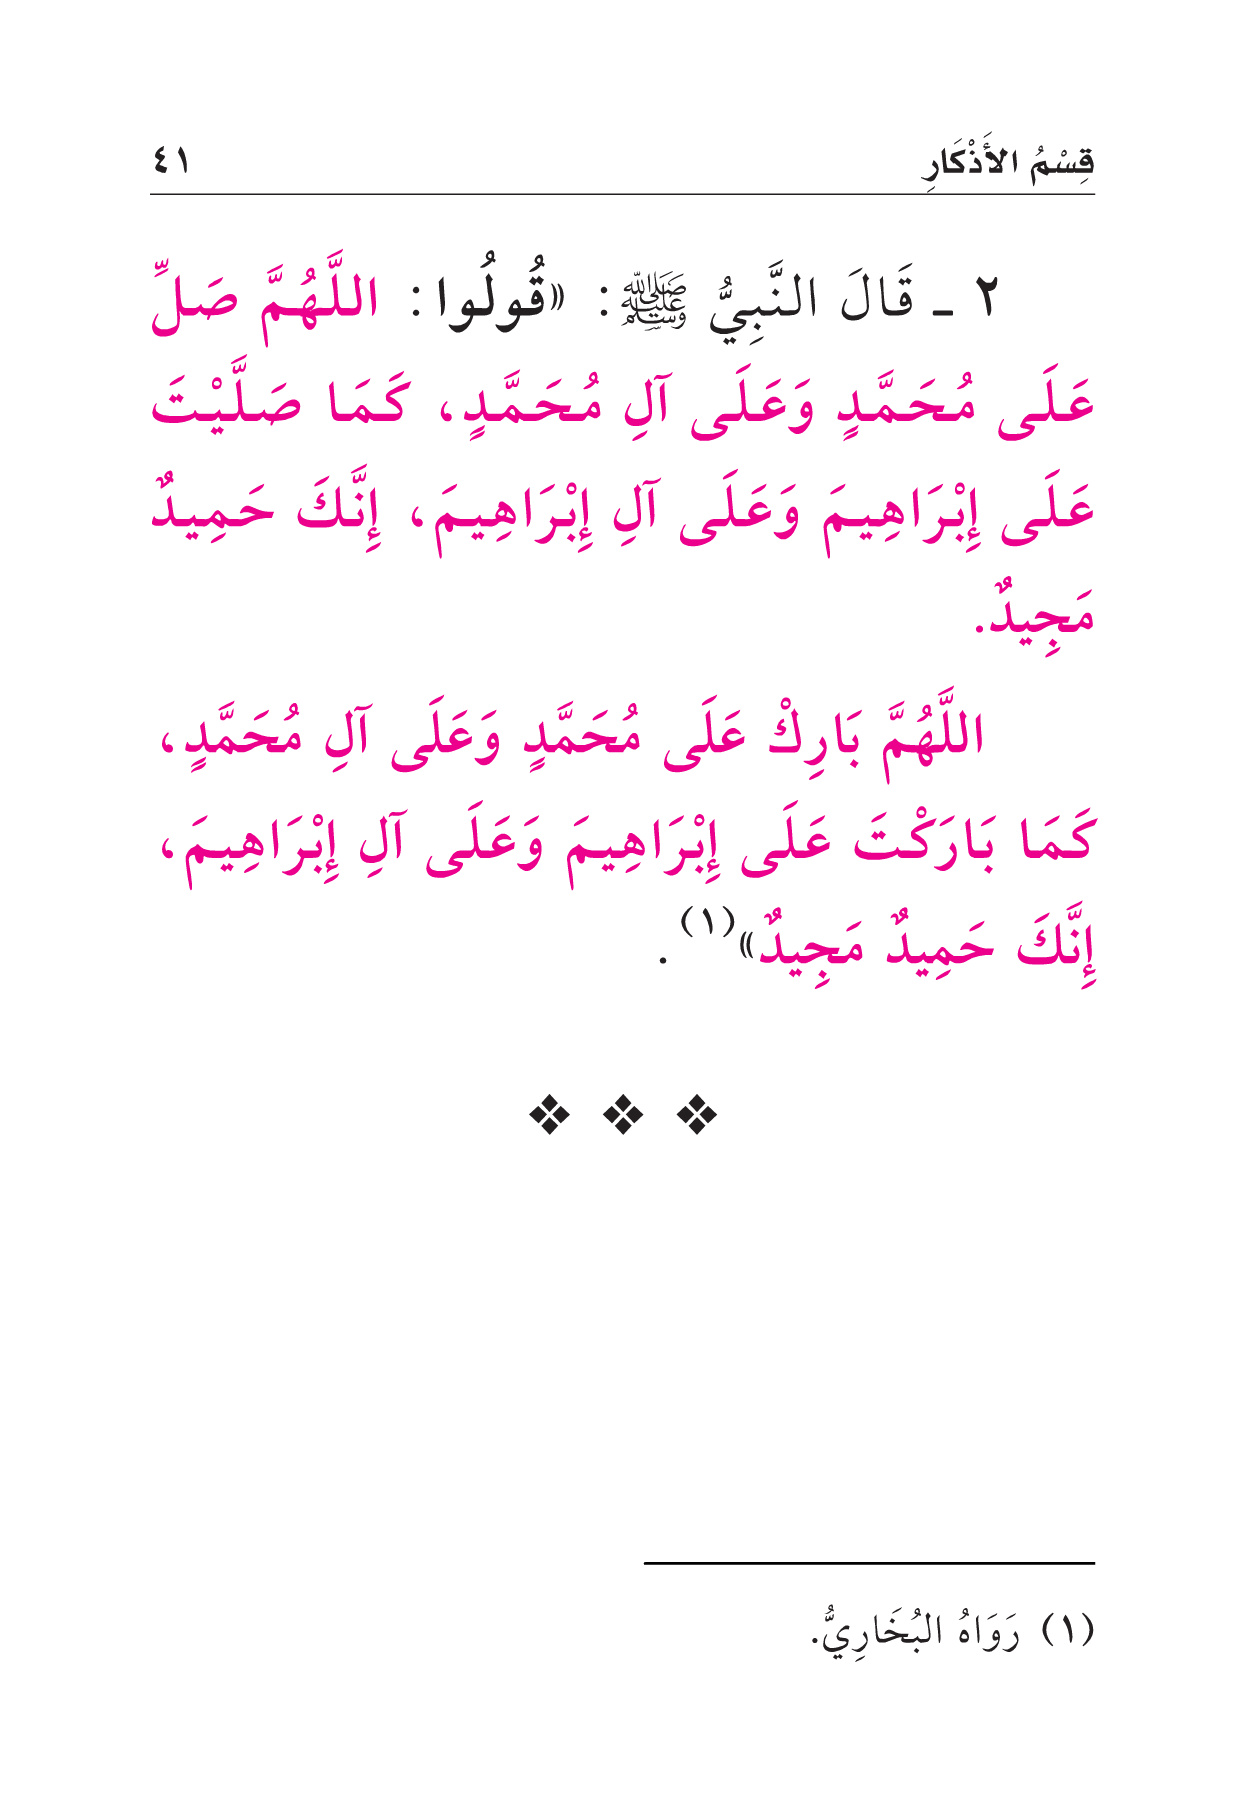 قِسْمُ الأَذْكَارِ ٤١
٢ ـ قَالَ النَّبِيُّ ﷺ: «قُولُوا: اللَّهُمَّ صَلِّ
عَلَى مُحَمَّدٍ وَعَلَى آلِ مُحَمَّدٍ، كَمَا صَلَّيْتَ
عَلَى إِبْرَاهِيمَ وَعَلَى آلِ إِبْرَاهِيمَ، إِنَّكَ حَمِيدٌ
مَجِيدٌ.
اللَّهُمَّ بَارِكْ عَلَى مُحَمَّدٍ وَعَلَى آلِ مُحَمَّدٍ،
كَمَا بَارَكْتَ عَلَى إِبْرَاهِيمَ وَعَلَى آلِ إِبْرَاهِيمَ،
إِنَّكَ حَمِيدٌ مَجِيدٌ»(١).
(١) رَوَاهُ البُخَارِيُّ.